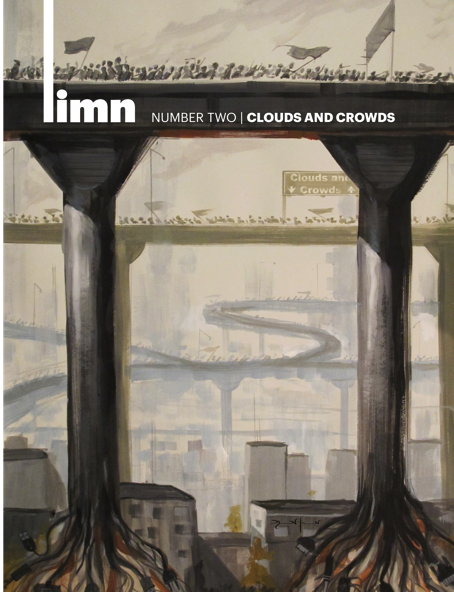 limn
NUMBER TWO | CLOUDS AND CROWDS
Clouds and
Crowds